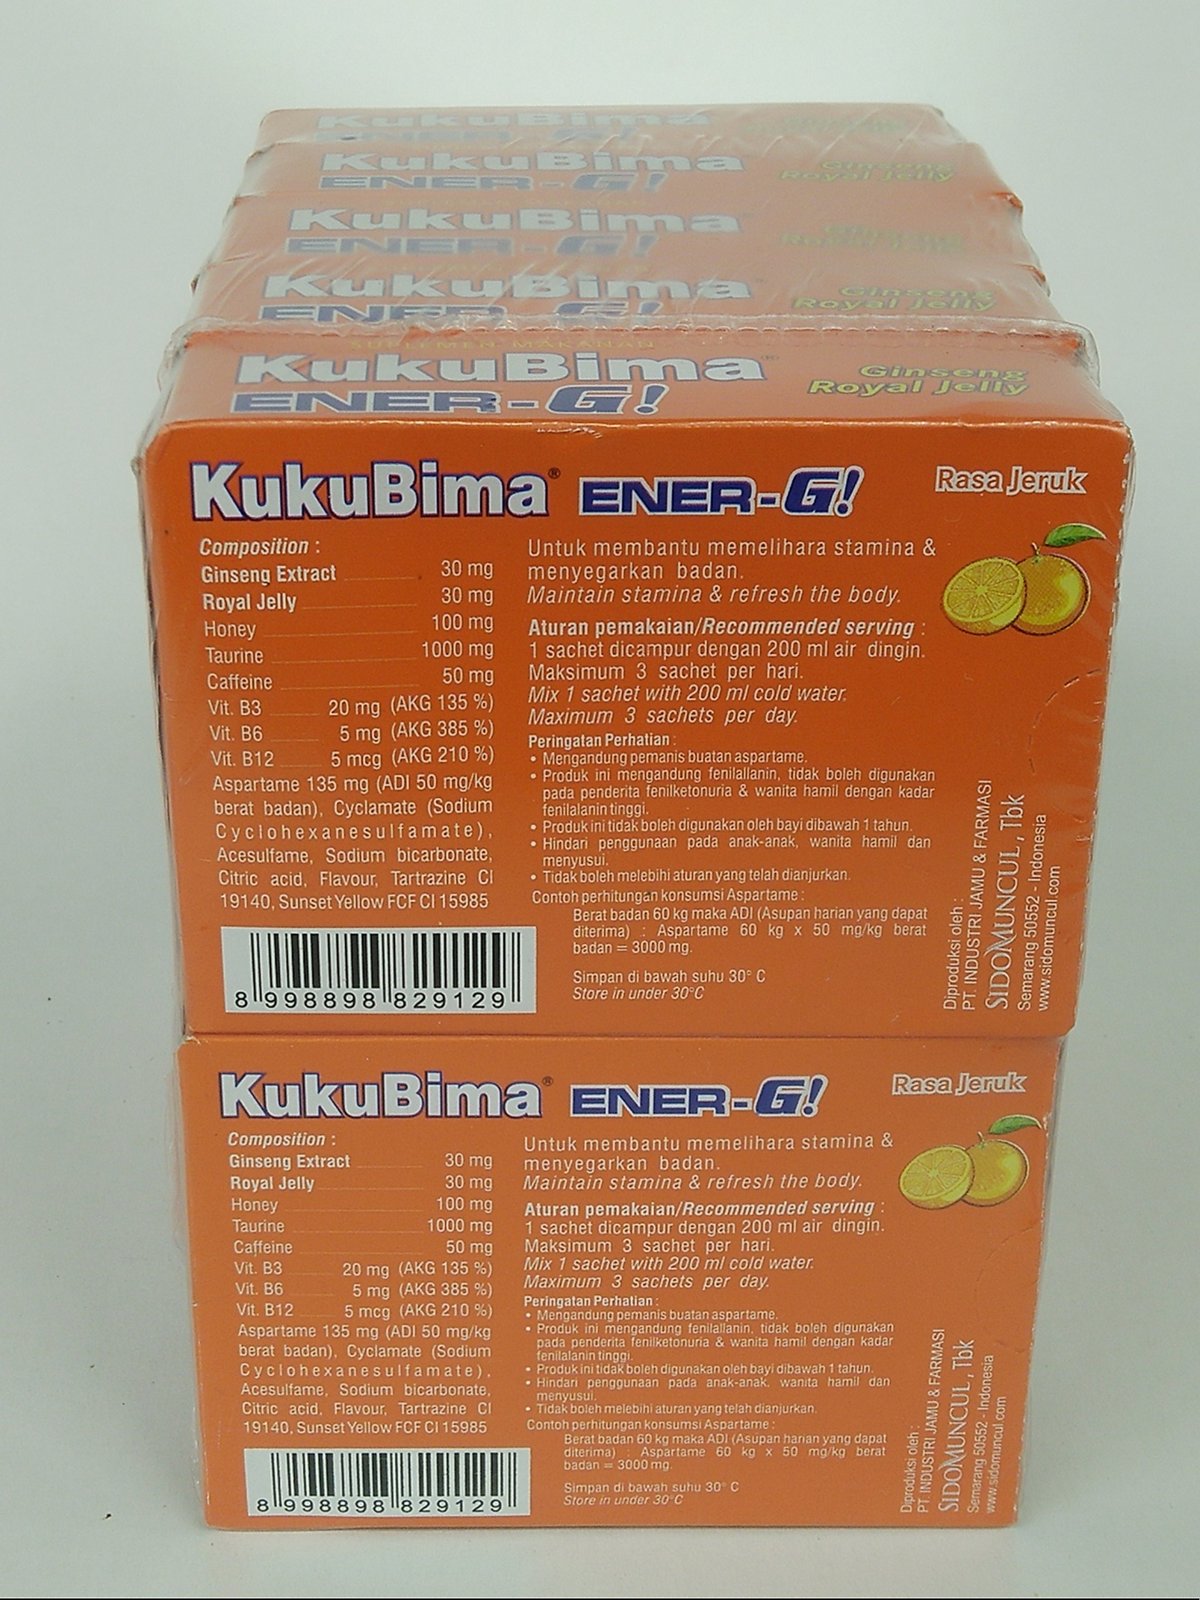 KukuBima
KukuBima
ENER-G!
Ginseng
Royal Jelly
KukuBima
ENER-G!
KukuBima
ENER-G!
Ginseng
Royal Jelly
SUPLEMEN MAKANAN
KukuBima®
ENER-G!
Ginseng
Royal Jelly
KukuBima® ENER-G!
Rasa Jeruk
Composition :
Ginseng Extract 30 mg
Royal Jelly 30 mg
Honey 100 mg
Taurine 1000 mg
Caffeine 50 mg
Vit. B3 20 mg (AKG 135 %)
Vit. B6 5 mg (AKG 385 %)
Vit. B12 5 mcg (AKG 210 %)
Aspartame 135 mg (ADI 50 mg/kg
berat badan), Cyclamate (Sodium
Cyclohexanesulfamate),
Acesulfame, Sodium bicarbonate,
Citric acid, Flavour, Tartrazine CI
19140, Sunset Yellow FCF CI 15985
8 998898 829129
Untuk membantu memelihara stamina &
menyegarkan badan.
Maintain stamina & refresh the body.
Aturan pemakaian/Recommended serving :
1 sachet dicampur dengan 200 ml air dingin.
Maksimum 3 sachet per hari.
Mix 1 sachet with 200 ml cold water.
Maximum 3 sachets per day.
Peringatan Perhatian :
• Mengandung pemanis buatan aspartame.
• Produk ini mengandung fenilallanin, tidak boleh digunakan
pada penderita fenilketonuria & wanita hamil dengan kadar
fenilalanin tinggi.
• Produk ini tidak boleh digunakan oleh bayi dibawah 1 tahun.
• Hindari penggunaan pada anak-anak, wanita hamil dan
menyusui.
• Tidak boleh melebihi aturan yang telah dianjurkan.
Contoh perhitungan konsumsi Aspartame :
Berat badan 60 kg maka ADI (Asupan harian yang dapat
diterima) : Aspartame 60 kg x 50 mg/kg berat
badan = 3000 mg.
Simpan di bawah suhu 30° C
Store in under 30°C
Diproduksi oleh :
PT. INDUSTRI JAMU & FARMASI
SIDOMUNCUL, Tbk
Semarang 50552 - Indonesia
www.sidomuncul.com
KukuBima® ENER-G!
Rasa Jeruk
Composition :
Ginseng Extract 30 mg
Royal Jelly 30 mg
Honey 100 mg
Taurine 1000 mg
Caffeine 50 mg
Vit. B3 20 mg (AKG 135 %)
Vit. B6 5 mg (AKG 385 %)
Vit. B12 5 mcg (AKG 210 %)
Aspartame 135 mg (ADI 50 mg/kg
berat badan), Cyclamate (Sodium
Cyclohexanesulfamate),
Acesulfame, Sodium bicarbonate,
Citric acid, Flavour, Tartrazine CI
19140, Sunset Yellow FCF CI 15985
8 998898 829129
Untuk membantu memelihara stamina &
menyegarkan badan.
Maintain stamina & refresh the body.
Aturan pemakaian/Recommended serving :
1 sachet dicampur dengan 200 ml air dingin.
Maksimum 3 sachet per hari.
Mix 1 sachet with 200 ml cold water.
Maximum 3 sachets per day.
Peringatan Perhatian :
• Mengandung pemanis buatan aspartame.
• Produk ini mengandung fenilallanin, tidak boleh digunakan
pada penderita fenilketonuria & wanita hamil dengan kadar
fenilalanin tinggi.
• Produk ini tidak boleh digunakan oleh bayi dibawah 1 tahun.
• Hindari penggunaan pada anak-anak, wanita hamil dan
menyusui.
• Tidak boleh melebihi aturan yang telah dianjurkan.
Contoh perhitungan konsumsi Aspartame :
Berat badan 60 kg maka ADI (Asupan harian yang dapat
diterima) : Aspartame 60 kg x 50 mg/kg berat
badan = 3000 mg.
Simpan di bawah suhu 30° C
Store in under 30°C
Diproduksi oleh :
PT. INDUSTRI JAMU & FARMASI
SIDOMUNCUL, Tbk
Semarang 50552 - Indonesia
www.sidomuncul.com